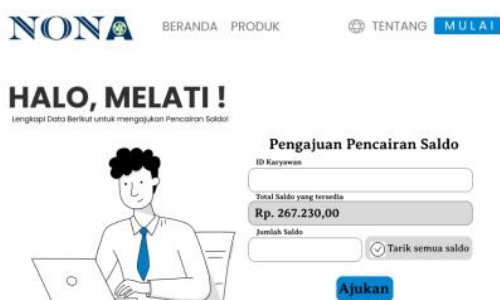 NONA
BERANDA PRODUK TENTANG MULAI
HALO, MELATI !
Lengkapi Data Berikut untuk mengajukan Pencairan Saldo!
Pengajuan Pencairan Saldo
ID Karyawan
Total Saldo yang tersedia
Rp. 267.230,00
Jumlah Saldo
Tarik semua saldo
Ajukan